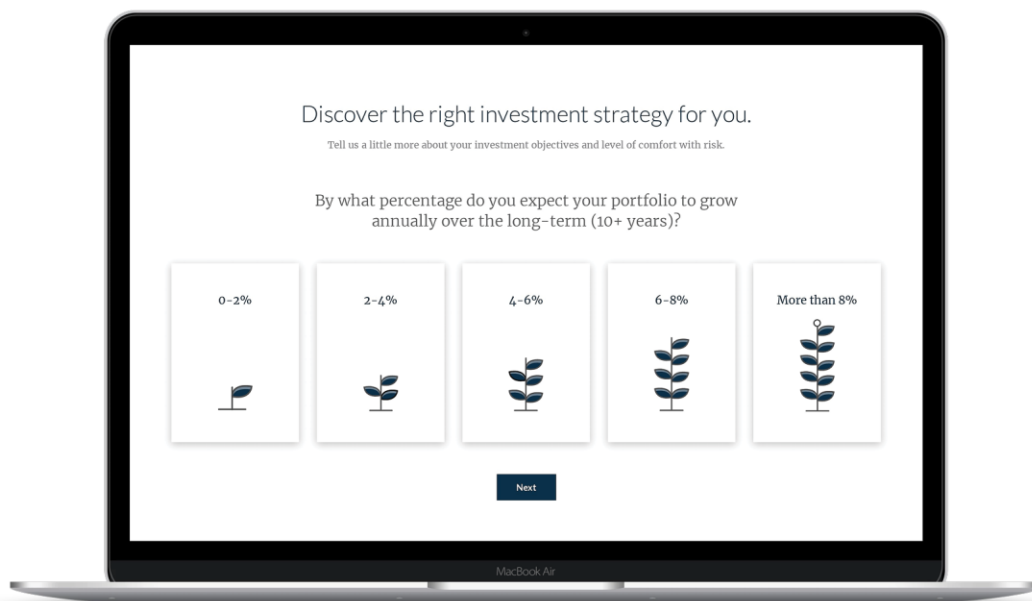 Discover the right investment strategy for you.
Tell us a little more about your investment objectives and level of comfort with risk.
By what percentage do you expect your portfolio to grow
annually over the long-term (10+ years)?
0-2%
2-4%
4-6%
6-8%
More than 8%
Next
MacBook Air